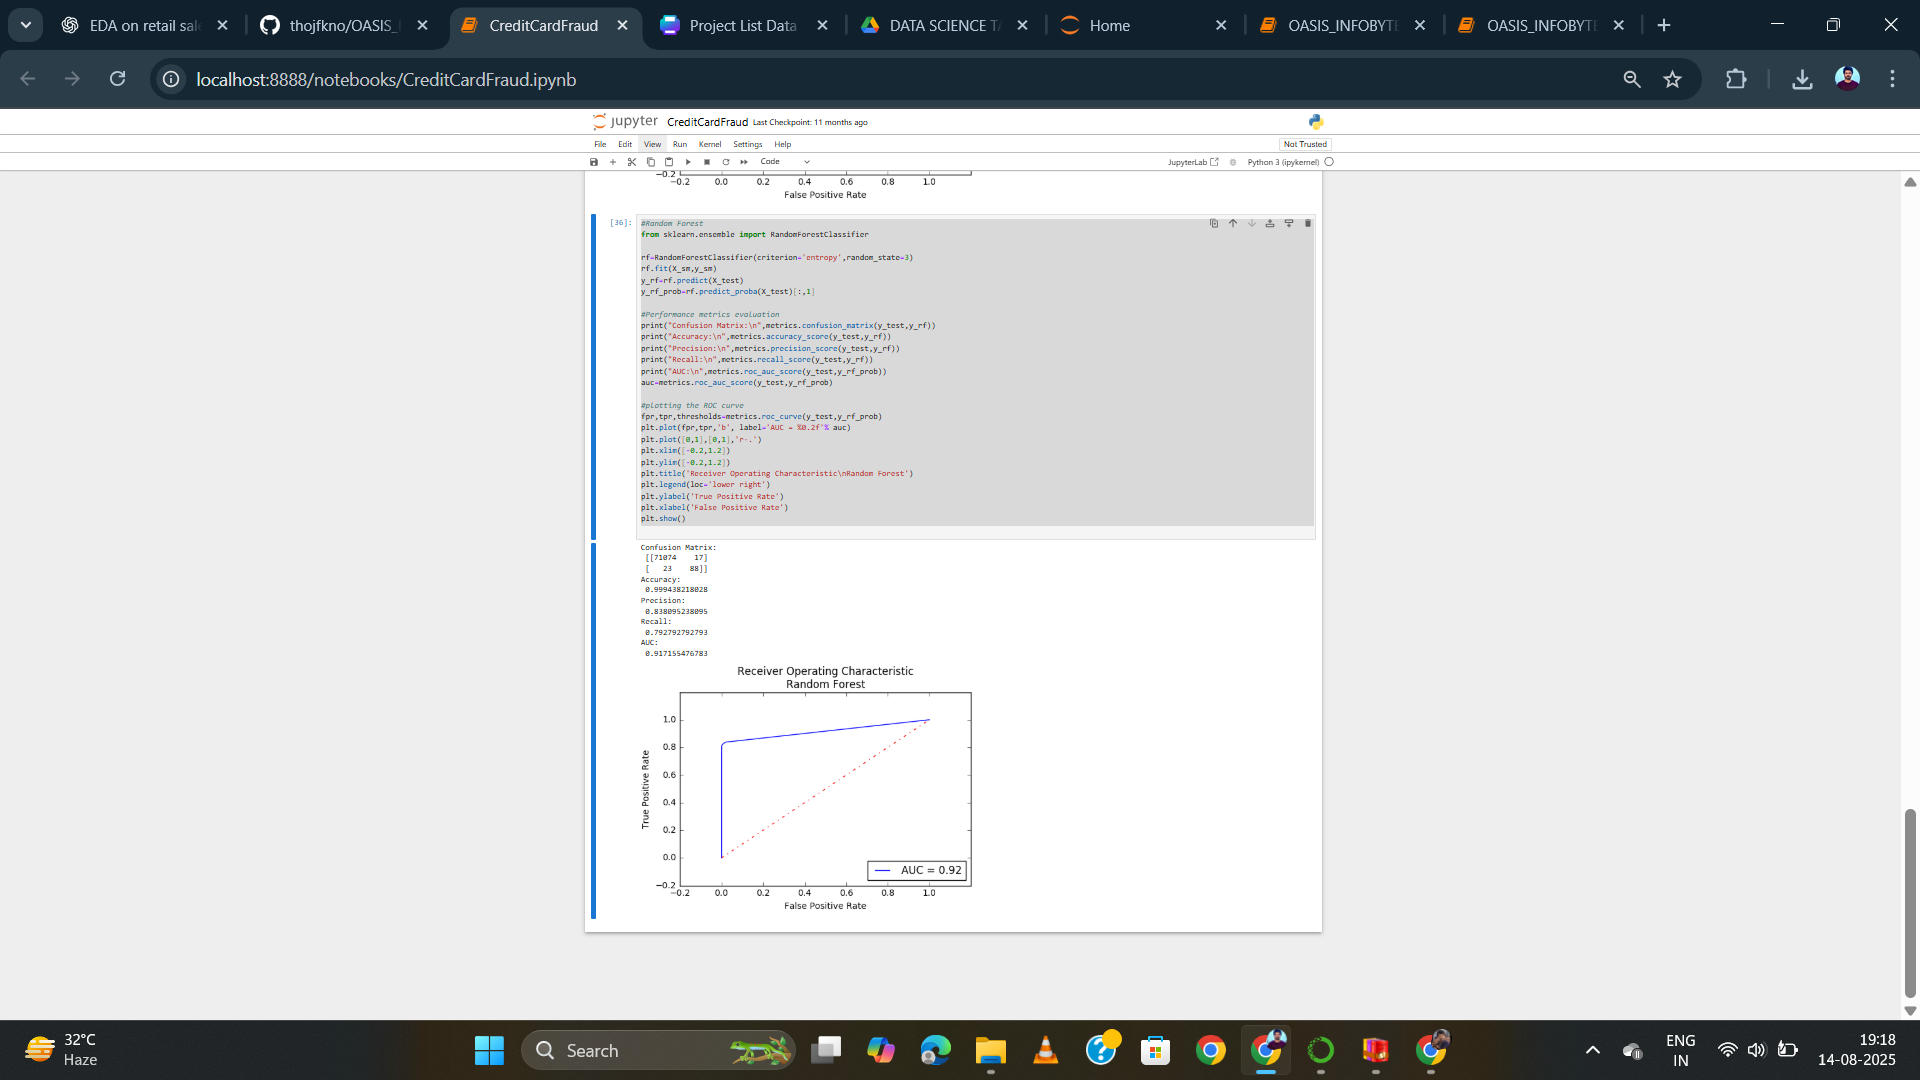 EDA on retail sal
thojfkno/OASIS_
CreditCardFraud
Project List Data
DATA SCIENCE TA
Home
OASIS_INFOBYTE
OASIS_INFOBYTE
localhost:8888/notebooks/CreditCardFraud.ipynb
jupyter CreditCardFraud Last Checkpoint: 11 months ago
File Edit View Run Kernel Settings Help Not Trusted
Code JupyterLab Python 3 (ipykernel)
−0.2
−0.2 0.0 0.2 0.4 0.6 0.8 1.0
False Positive Rate
[36]: #Random Forest
from sklearn.ensemble import RandomForestClassifier
rf=RandomForestClassifier(criterion='entropy',random_state=3)
rf.fit(X_sm,y_sm)
y_rf=rf.predict(X_test)
y_rf_prob=rf.predict_proba(X_test)[:,1]
#Performance metrics evaluation
print("Confusion Matrix:\n",metrics.confusion_matrix(y_test,y_rf))
print("Accuracy:\n",metrics.accuracy_score(y_test,y_rf))
print("Precision:\n",metrics.precision_score(y_test,y_rf))
print("Recall:\n",metrics.recall_score(y_test,y_rf))
print("AUC:\n",metrics.roc_auc_score(y_test,y_rf_prob))
auc=metrics.roc_auc_score(y_test,y_rf_prob)
#plotting the ROC curve
fpr,tpr,thresholds=metrics.roc_curve(y_test,y_rf_prob)
plt.plot(fpr,tpr,'b', label='AUC = %0.2f'% auc)
plt.plot([0,1],[0,1],'r-.')
plt.xlim([-0.2,1.2])
plt.ylim([-0.2,1.2])
plt.title('Receiver Operating Characteristic\nRandom Forest')
plt.legend(loc='lower right')
plt.ylabel('True Positive Rate')
plt.xlabel('False Positive Rate')
plt.show()
Confusion Matrix:
[[71074 17]
[ 23 88]]
Accuracy:
0.999438218028
Precision:
0.838095238095
Recall:
0.792792792793
AUC:
0.917155476783
Receiver Operating Characteristic
Random Forest
1.0
0.8
0.6
0.4
0.2
0.0
−0.2
True Positive Rate
AUC = 0.92
−0.2 0.0 0.2 0.4 0.6 0.8 1.0
False Positive Rate
32°C
Haze
Search
ENG
IN
19:18
14-08-2025